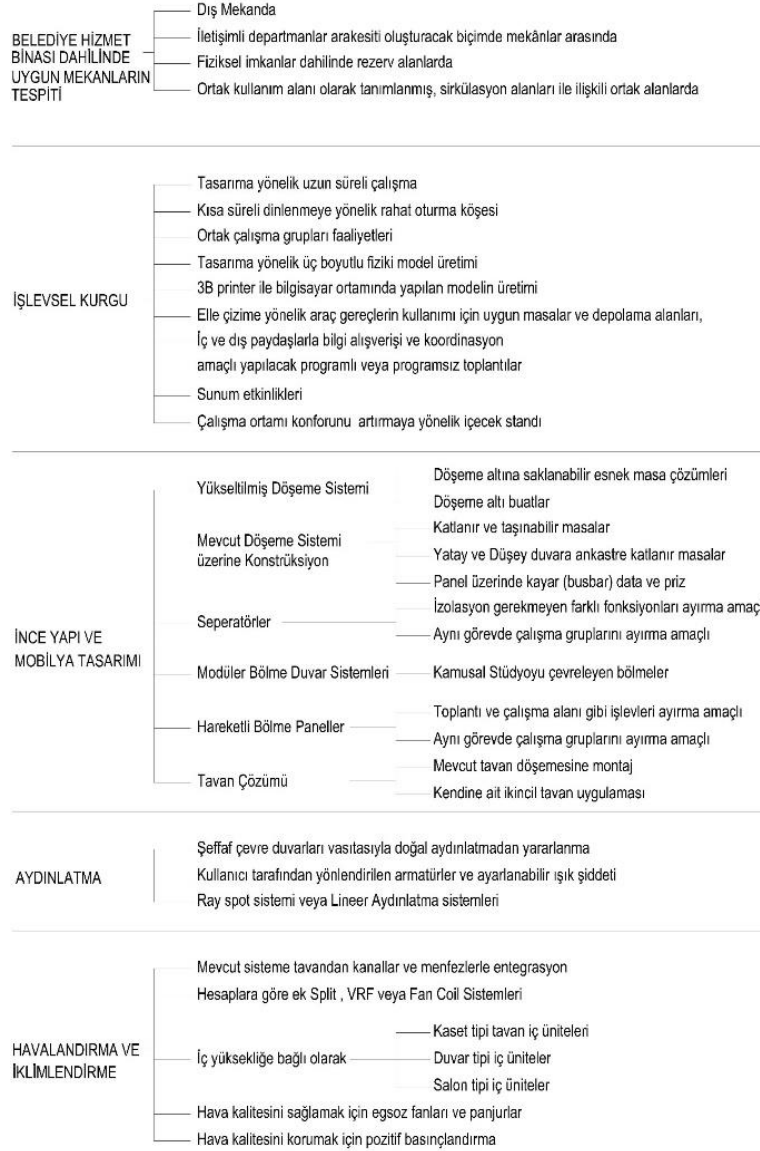 BELEDİYE HİZMET
BİNASI DAHİLİNDE
UYGUN MEKANLARIN
TESPİTİ
Dış Mekanda
İletişimli departmanlar arakesiti oluşturacak biçimde mekânlar arasında
Fiziksel imkanlar dahilinde rezerv alanlarda
Ortak kullanım alanı olarak tanımlanmış, sirkülasyon alanları ile ilişkili ortak alanlarda
İŞLEVSEL KURGU
Tasarıma yönelik uzun süreli çalışma
Kısa süreli dinlenmeye yönelik rahat oturma köşesi
Ortak çalışma grupları faaliyetleri
Tasarıma yönelik üç boyutlu fiziki model üretimi
3B printer ile bilgisayar ortamında yapılan modelin üretimi
Elle çizime yönelik araç gereçlerin kullanımı için uygun masalar ve depolama alanları,
İç ve dış paydaşlarla bilgi alışverişi ve koordinasyon
amaçlı yapılacak programlı veya programsız toplantılar
Sunum etkinlikleri
Çalışma ortamı konforunu artırmaya yönelik içecek standı
İNCE YAPI VE
MOBİLYA TASARIMI
Yükseltilmiş Döşeme Sistemi
Döşeme altına saklanabilir esnek masa çözümleri
Döşeme altı buatlar
Mevcut Döşeme Sistemi
üzerine Konstrüksiyon
Katlanır ve taşınabilir masalar
Yatay ve Düşey duvara ankastre katlanır masalar
Panel üzerinde kayar (busbar) data ve priz
Seperatörler
İzolasyon gerekmeyen farklı fonksiyonları ayırma amaç
Aynı görevde çalışma gruplarını ayırma amaçlı
Modüler Bölme Duvar Sistemleri
Kamusal Stüdyoyu çevreleyen bölmeler
Hareketli Bölme Paneller
Toplantı ve çalışma alanı gibi işlevleri ayırma amaçlı
Aynı görevde çalışma gruplarını ayırma amaçlı
Tavan Çözümü
Mevcut tavan döşemesine montaj
Kendine ait ikincil tavan uygulaması
AYDINLATMA
Şeffaf çevre duvarları vasıtasıyla doğal aydınlatmadan yararlanma
Kullanıcı tarafından yönlendirilen armatürler ve ayarlanabilir ışık şiddeti
Ray spot sistemi veya Lineer Aydınlatma sistemleri
HAVALANDIRMA VE
İKLİMLENDİRME
Mevcut sisteme tavandan kanallar ve menfezlerle entegrasyon
Hesaplara göre ek Split , VRF veya Fan Coil Sistemleri
İç yüksekliğe bağlı olarak
Kaset tipi tavan iç üniteleri
Duvar tipi iç üniteler
Salon tipi iç üniteler
Hava kalitesini sağlamak için egsoz fanları ve panjurlar
Hava kalitesini korumak için pozitif basınçlandırma